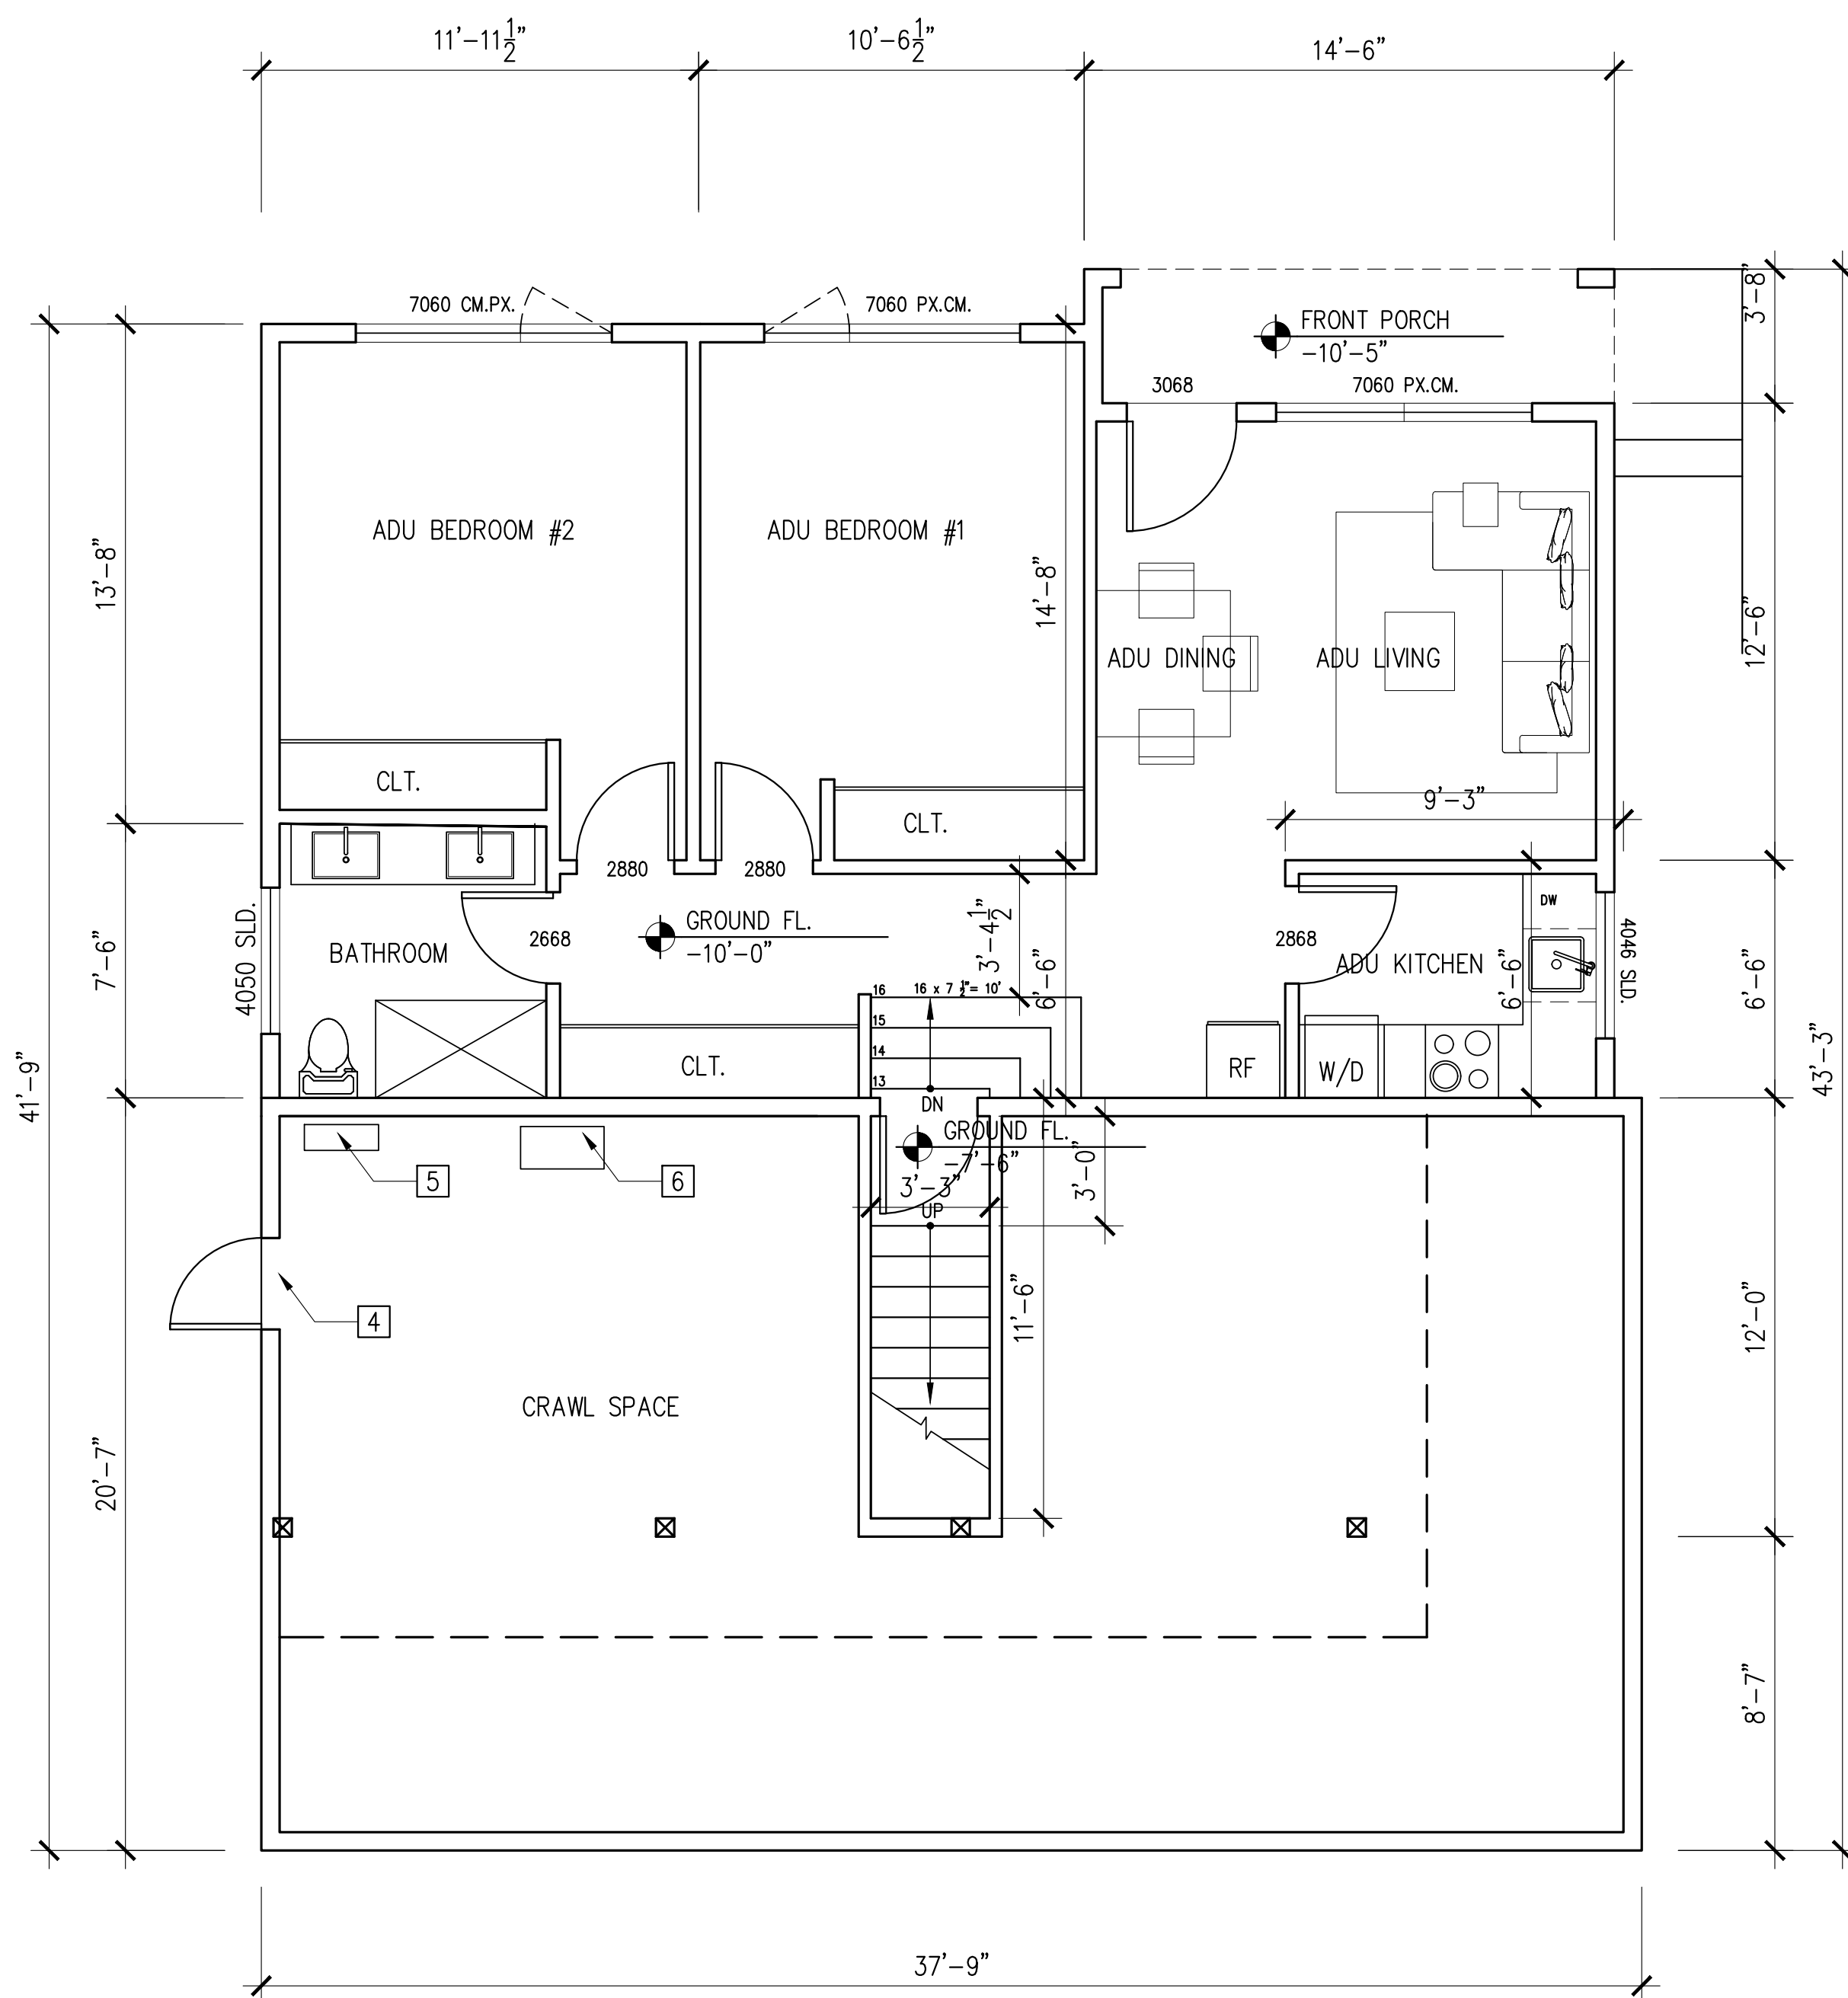 11'-11 1/2"
10'-6 1/2"
14'-6"
7060 CM.PX.
7060 PX.CM.
FRONT PORCH
-10'-5"
3'-8"
3068
7060 PX.CM.
ADU BEDROOM #2
ADU BEDROOM #1
13'-8"
14'-8"
ADU DINING
ADU LIVING
12'-6"
CLT.
CLT.
9'-3"
2880
2880
DW
4050 SLD.
BATHROOM
2668
GROUND FL.
-10'-0"
3'-4 1/2"
6'-6"
2868
ADU KITCHEN
6'-6"
4046 SLD.
7'-6"
6'-6"
16
16 x 7 1/2"= 10'
15
14
13
CLT.
RF
W/D
DN
41'-9"
43'-3"
GROUND FL.
-7'-6"
3'-3"
3'-0"
UP
5
6
4
11'-6"
12'-0"
CRAWL SPACE
20'-7"
8'-7"
37'-9"